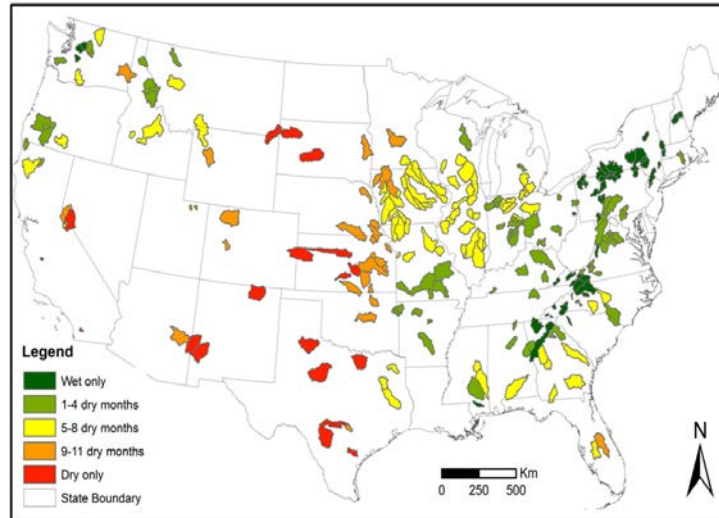 Legend
Wet only
1-4 dry months
5-8 dry months
9-11 dry months
Dry only
State Boundary
Km
0 250 500
N